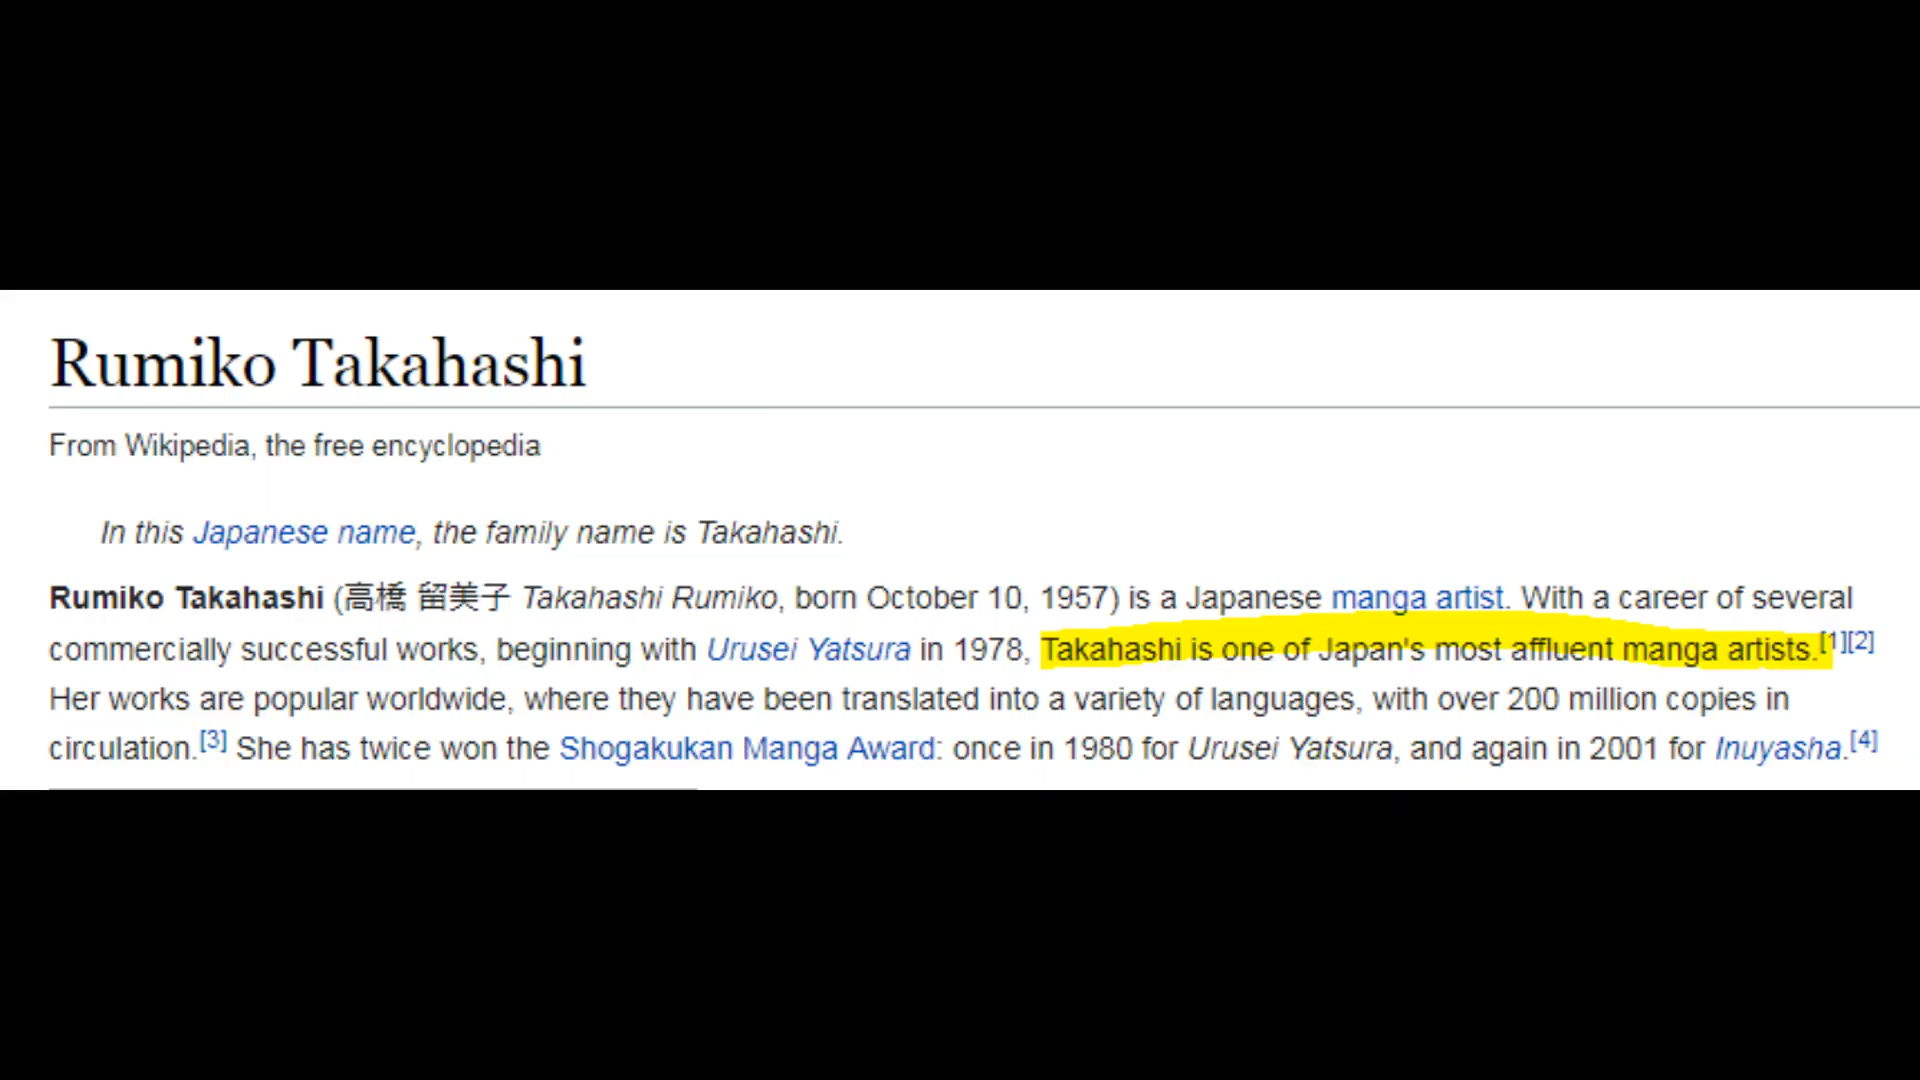 Rumiko Takahashi
From Wikipedia, the free encyclopedia
In this Japanese name, the family name is Takahashi.
Rumiko Takahashi (高橋 留美子 Takahashi Rumiko, born October 10, 1957) is a Japanese manga artist. With a career of several
commercially successful works, beginning with Urusei Yatsura in 1978, Takahashi is one of Japan's most affluent manga artists.[1][2]
Her works are popular worldwide, where they have been translated into a variety of languages, with over 200 million copies in
circulation.[3] She has twice won the Shogakukan Manga Award: once in 1980 for Urusei Yatsura, and again in 2001 for Inuyasha.[4]